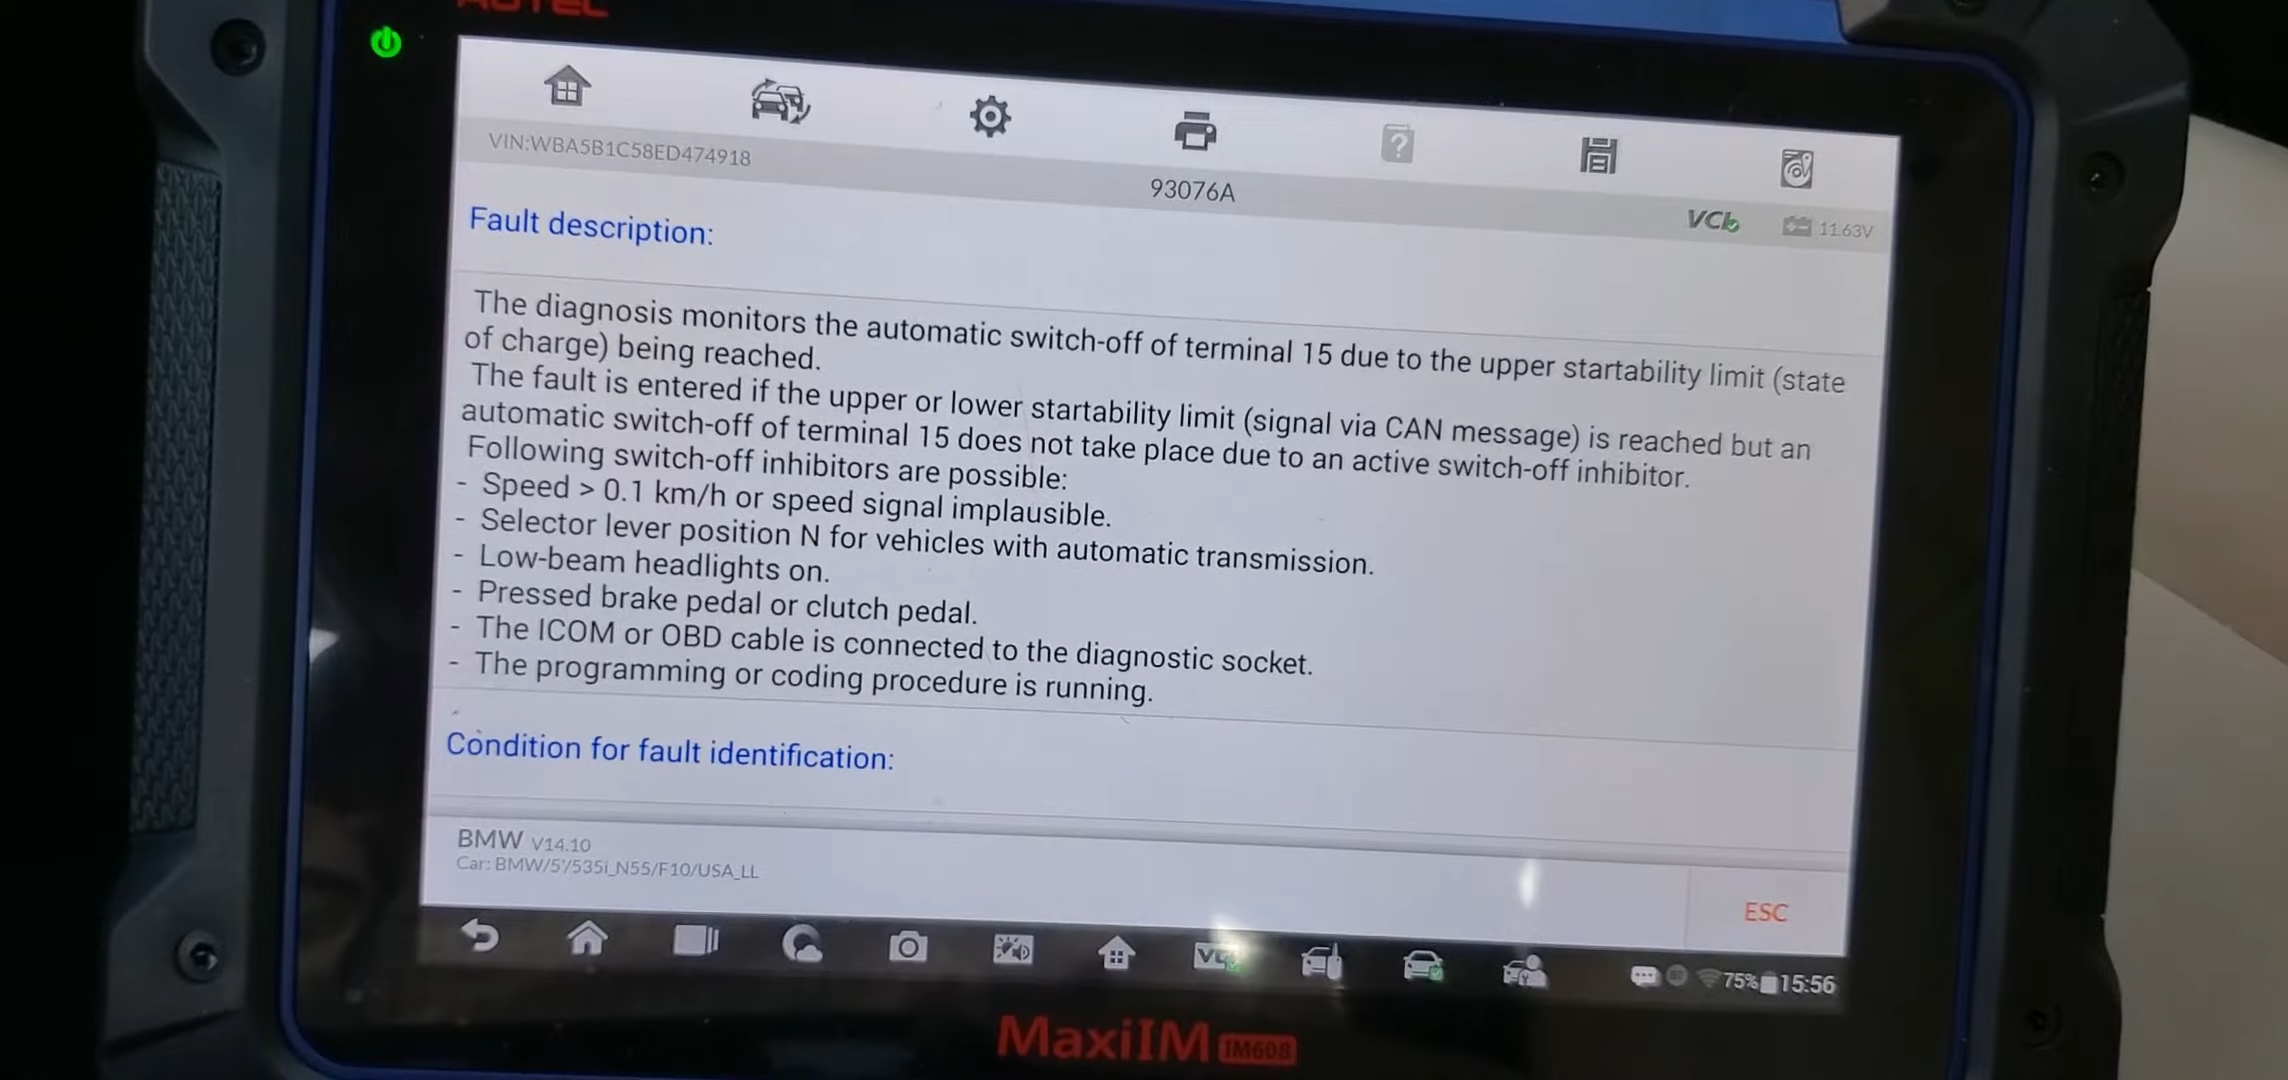 AUTEL
VIN:WBA5B1C58ED474918
93076A
VCI
11.63V
Fault description:
The diagnosis monitors the automatic switch-off of terminal 15 due to the upper startability limit (state
of charge) being reached.
The fault is entered if the upper or lower startability limit (signal via CAN message) is reached but an
automatic switch-off of terminal 15 does not take place due to an active switch-off inhibitor.
Following switch-off inhibitors are possible:
- Speed > 0.1 km/h or speed signal implausible.
- Selector lever position N for vehicles with automatic transmission.
- Low-beam headlights on.
- Pressed brake pedal or clutch pedal.
- The ICOM or OBD cable is connected to the diagnostic socket.
- The programming or coding procedure is running.
Condition for fault identification:
BMW V14.10
Car: BMW/5'/535i_N55/F10/USA_LL
ESC
75% 15:56
MaxiIM IM608